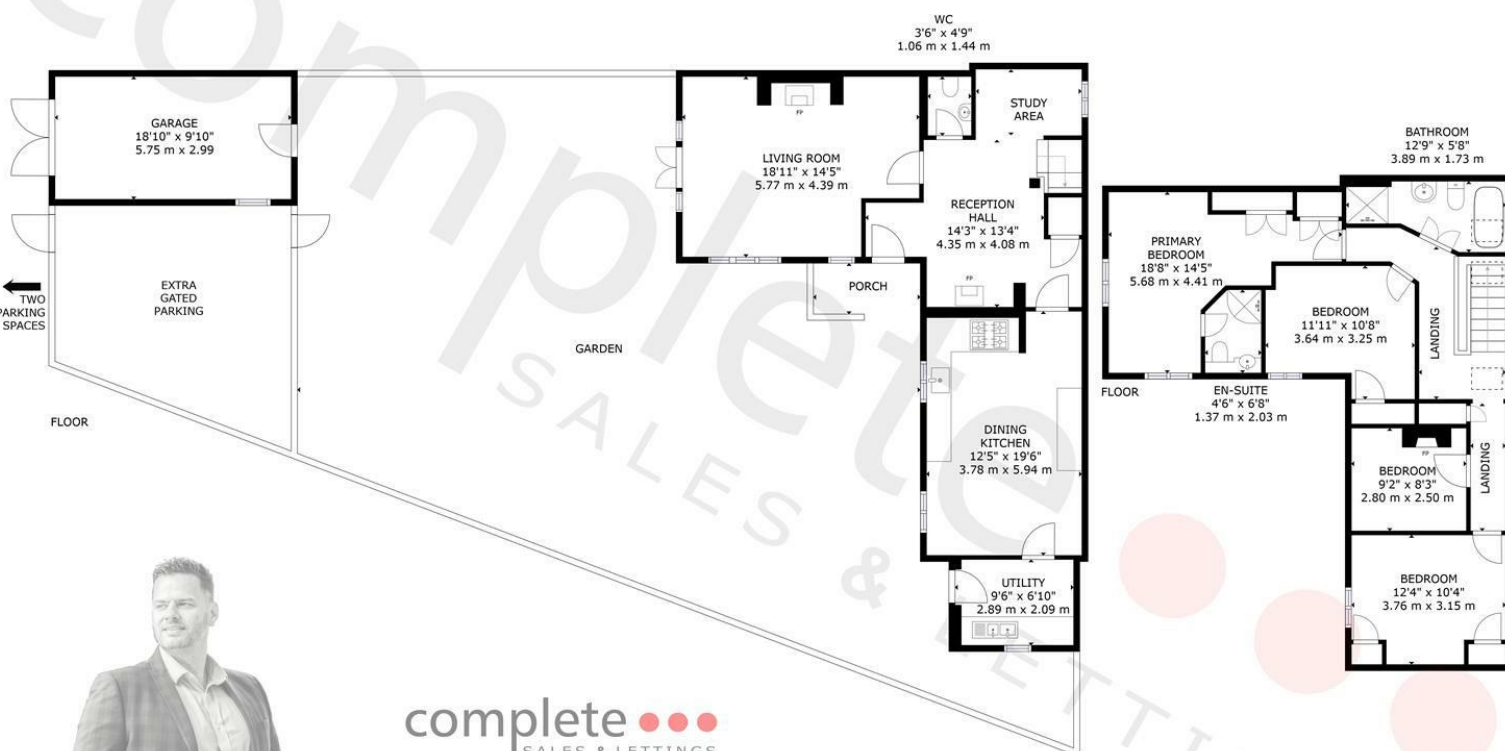 complete
SALES & LETTI
WC
3'6" x 4'9"
1.06 m x 1.44 m
GARAGE
18'10" x 9'10"
5.75 m x 2.99
LIVING ROOM
18'11" x 14'5"
5.77 m x 4.39 m
FP
STUDY
AREA
RECEPTION
HALL
14'3" x 13'4"
4.35 m x 4.08 m
FP
PORCH
TWO
PARKING
SPACES
EXTRA
GATED
PARKING
GARDEN
FLOOR
DINING
KITCHEN
12'5" x 19'6"
3.78 m x 5.94 m
UTILITY
9'6" x 6'10"
2.89 m x 2.09 m
BATHROOM
12'9" x 5'8"
3.89 m x 1.73 m
PRIMARY
BEDROOM
18'8" x 14'5"
5.68 m x 4.41 m
BEDROOM
11'11" x 10'8"
3.64 m x 3.25 m
LANDING
FLOOR
EN-SUITE
4'6" x 6'8"
1.37 m x 2.03 m
FP
BEDROOM
9'2" x 8'3"
2.80 m x 2.50 m
LANDING
BEDROOM
12'4" x 10'4"
3.76 m x 3.15 m
complete
SALES & LETTINGS